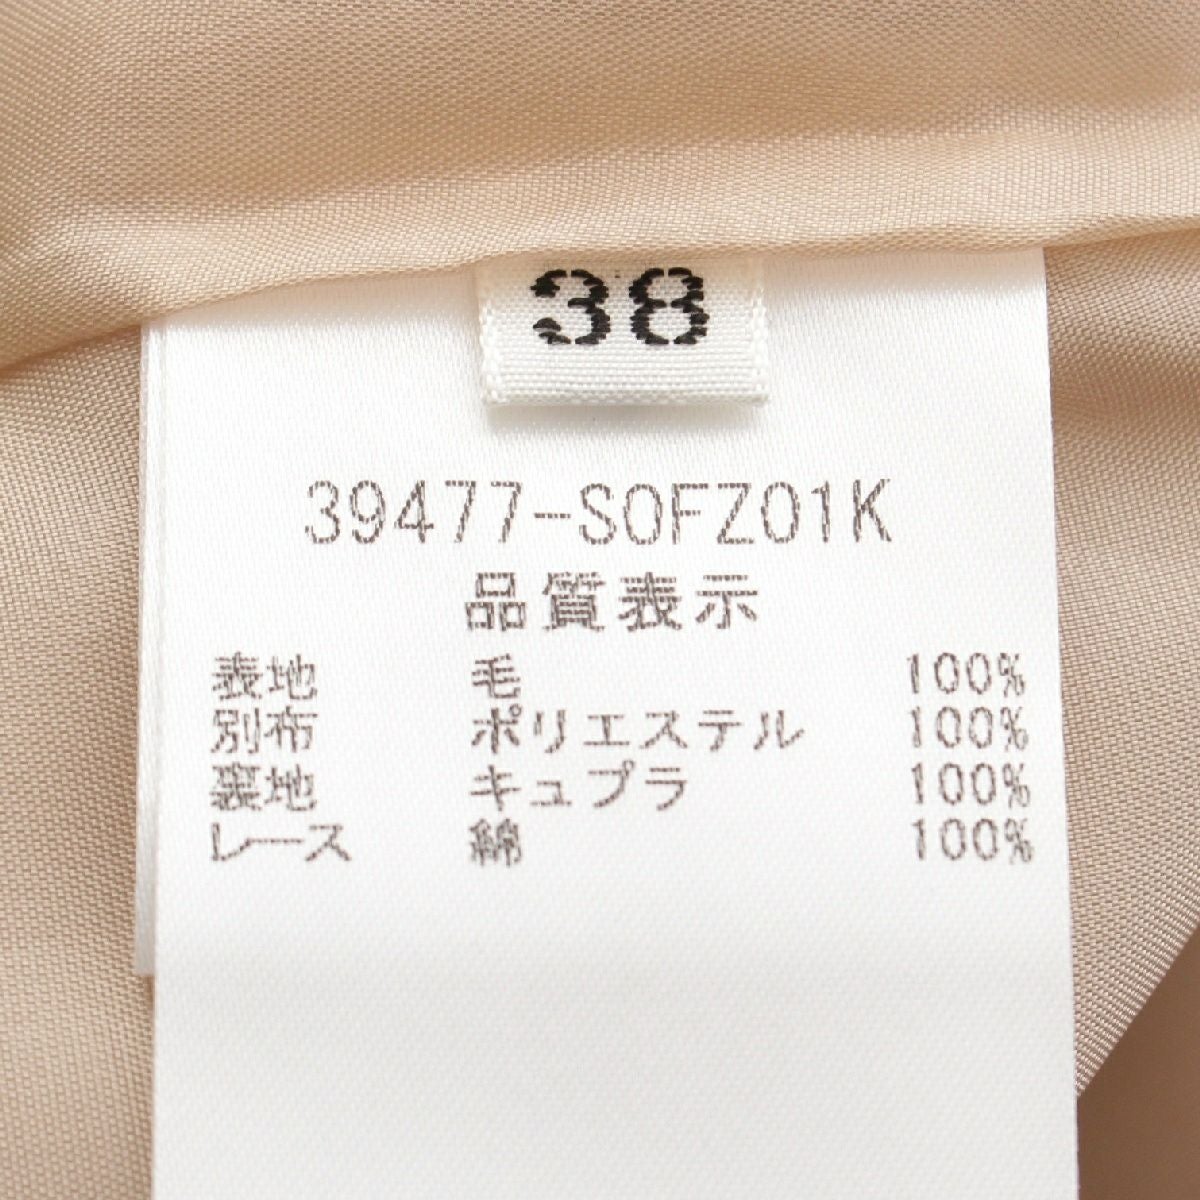 38
39477-SOFZ01K
品質表示
表地 毛 100%
別布 ポリエステル 100%
裏地 キュプラ 100%
レース 綿 100%